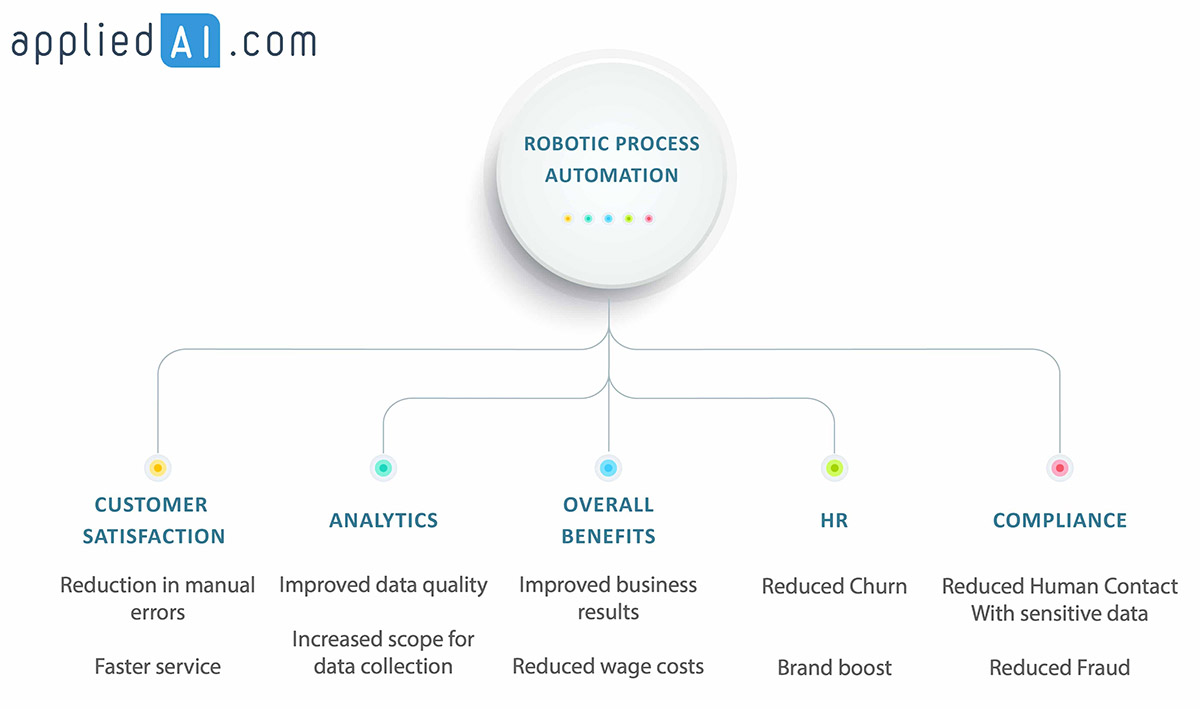 appliedAI.com
ROBOTIC PROCESS
AUTOMATION
CUSTOMER
SATISFACTION
Reduction in manual
errors
Faster service
ANALYTICS
Improved data quality
Increased scope for
data collection
OVERALL
BENEFITS
Improved business
results
Reduced wage costs
HR
Reduced Churn
Brand boost
COMPLIANCE
Reduced Human Contact
With sensitive data
Reduced Fraud